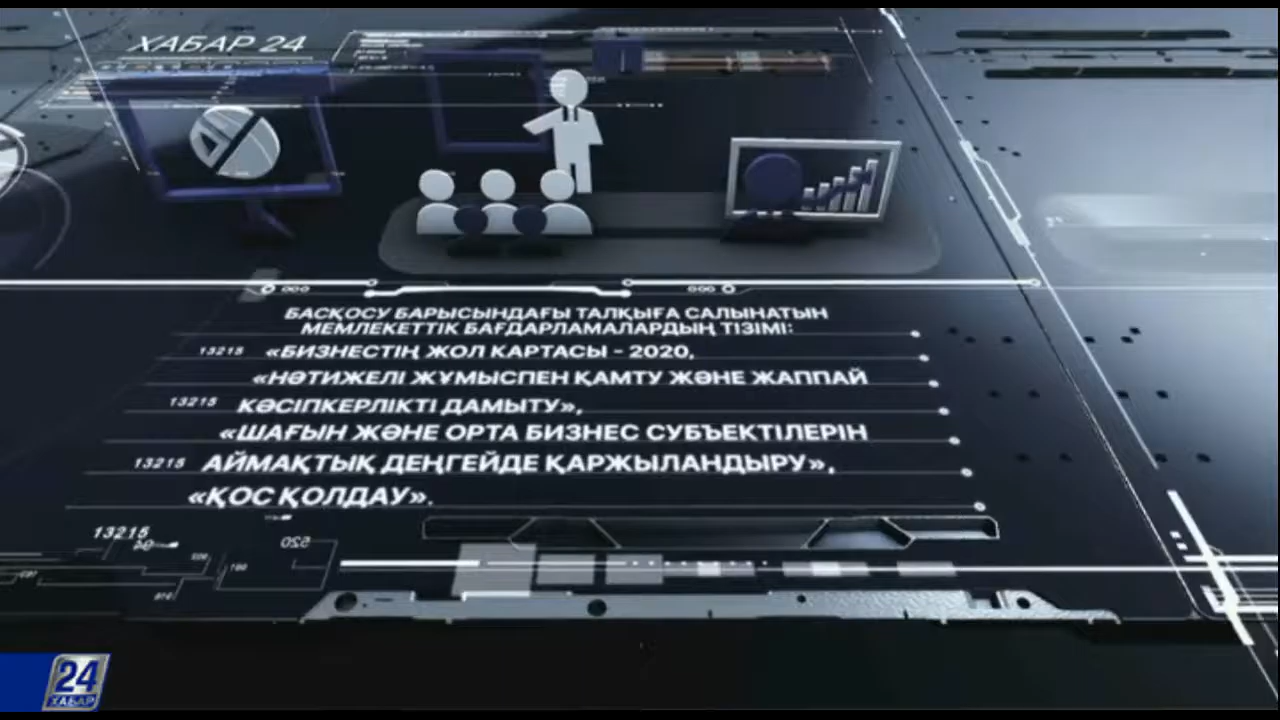 ХАБАР 24
БАСҚОСУ БАРЫСЫНДАҒЫ ТАЛҚЫҒА САЛЫНАТЫН
МЕМЛЕКЕТТІК БАҒДАРЛАМАЛАРДЫҢ ТІЗІМІ:
13215 «БИЗНЕСТІҢ ЖОЛ КАРТАСЫ - 2020,
«НӘТИЖЕЛІ ЖҰМЫСПЕН ҚАМТУ ЖӘНЕ ЖАППАЙ
13215 КӘСІПКЕРЛІКТІ ДАМЫТУ»,
«ШАҒЫН ЖӘНЕ ОРТА БИЗНЕС СУБЪЕКТІЛЕРІН
13215 АЙМАҚТЫҚ ДЕҢГЕЙДЕ ҚАРЖЫЛАНДЫРУ»,
«ҚОС ҚОЛДАУ».
13215
04
520
24
ХАБАР